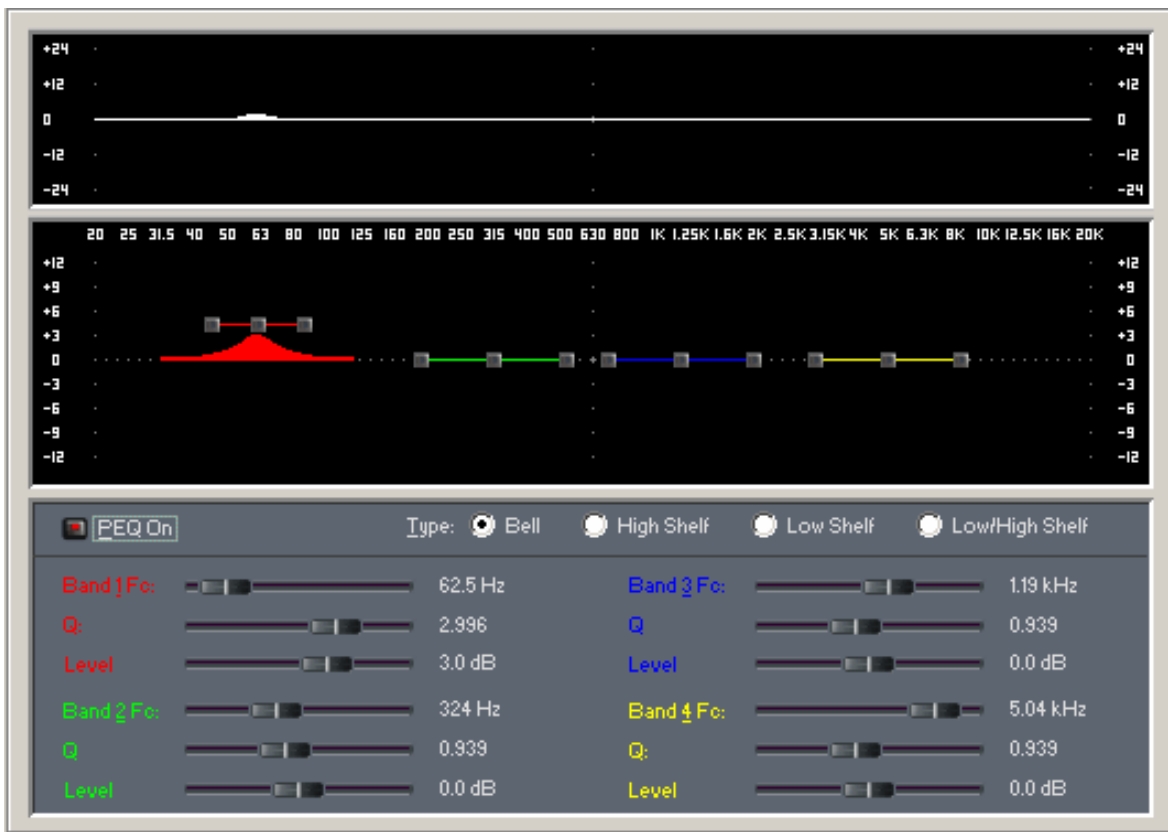 +24 +24
+12 +12
0 0
-12 -12
-24 -24
20 25 31.5 40 50 63 80 100 125 160 200 250 315 400 500 630 800 1K 1.25K 1.6K 2K 2.5K 3.15K 4K 5K 6.3K 8K 10K 12.5K 16K 20K
+12 +12
+9 +9
+6 +6
+3 +3
0 0
-3 -3
-6 -6
-9 -9
-12 -12
PEQ On Type: Bell High Shelf Low Shelf Low/High Shelf
Band 1 Fc: 62.5 Hz Band 3 Fc: 1.19 kHz
Q: 2.996 Q 0.939
Level 3.0 dB Level 0.0 dB
Band 2 Fc: 324 Hz Band 4 Fc: 5.04 kHz
Q 0.939 Q: 0.939
Level 0.0 dB Level 0.0 dB